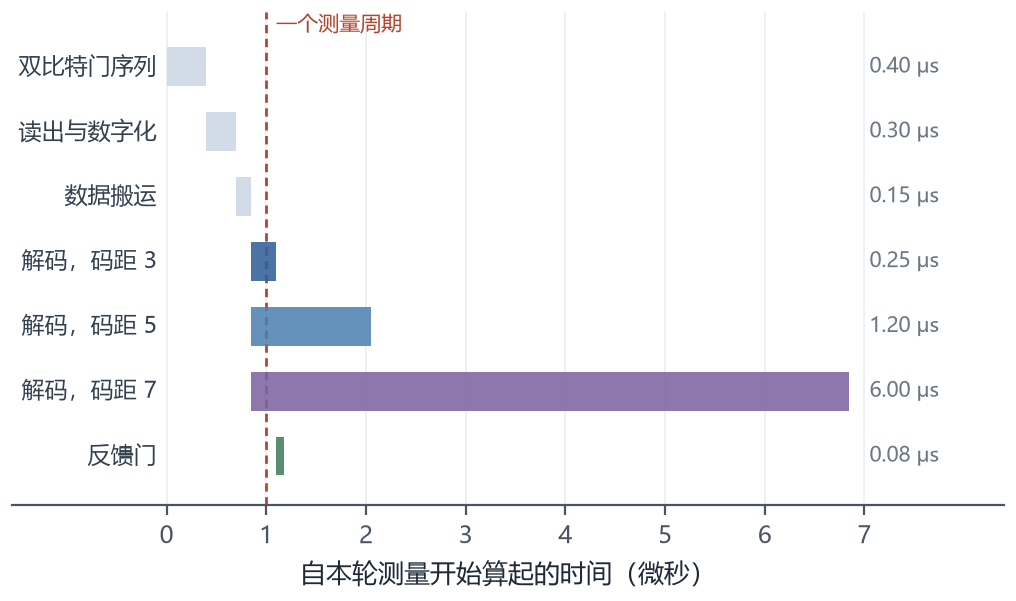 一个测量周期
双比特门序列 0.40 µs
读出与数字化 0.30 µs
数据搬运 0.15 µs
解码，码距 3 0.25 µs
解码，码距 5 1.20 µs
解码，码距 7 6.00 µs
反馈门 0.08 µs
0 1 2 3 4 5 6 7
自本轮测量开始算起的时间（微秒）